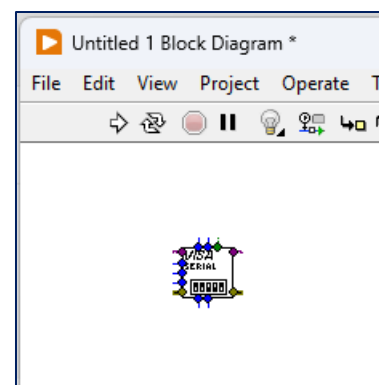 Untitled 1 Block Diagram *
File Edit View Project Operate T
VISA
SERIAL